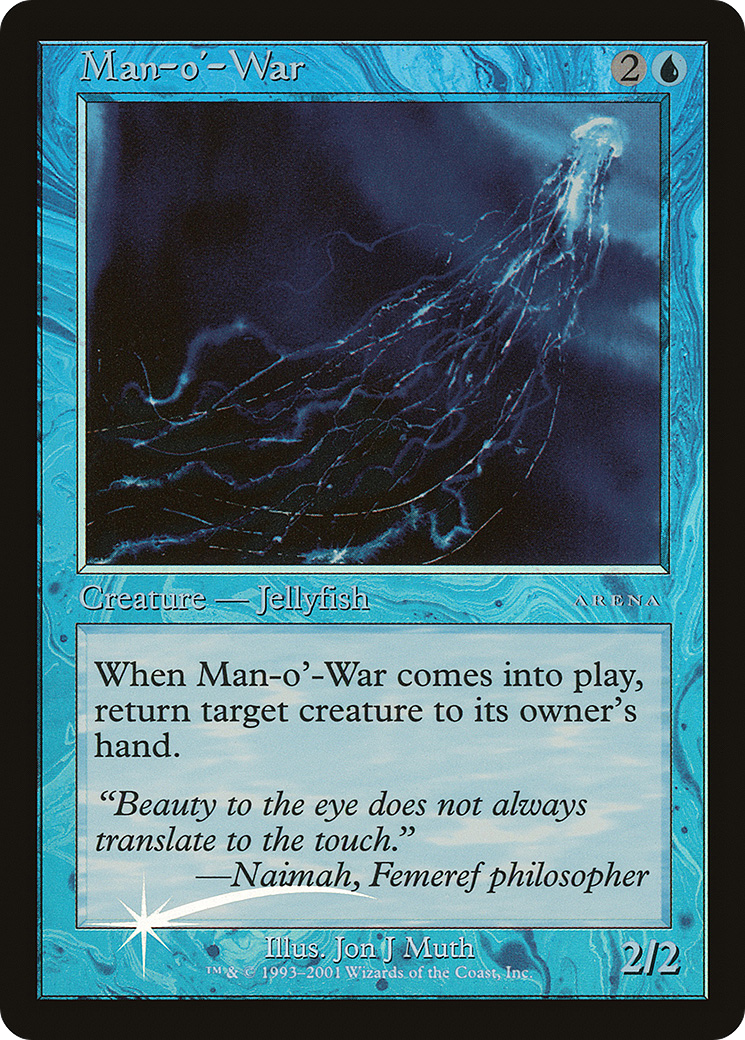 Man-o'-War 2
Creature — Jellyfish ARENA
When Man-o'-War comes into play,
return target creature to its owner's
hand.
“Beauty to the eye does not always
translate to the touch.”
—Naimah, Femeref philosopher
Illus. Jon J Muth
™ & © 1993–2001 Wizards of the Coast, Inc. 2/2